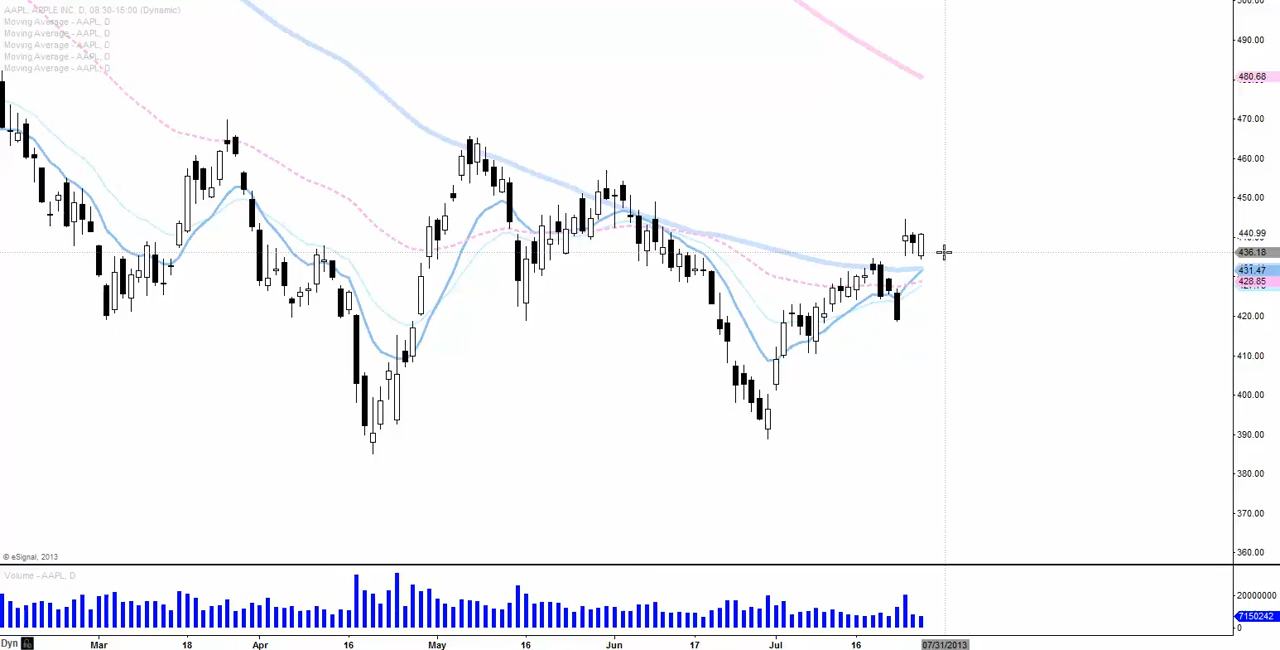 AAPL, APPLE INC. D, 08:30-15:00 (Dynamic)
Moving Average - AAPL, D
Moving Average - AAPL, D
Moving Average - AAPL, D
Moving Average - AAPL, D
Moving Average - AAPL, D
490.00
480.68
470.00
460.00
450.00
440.99
436.18
431.47
428.85
420.00
410.00
400.00
390.00
380.00
370.00
360.00
© eSignal, 2013
Volume - AAPL, D
20000000
7150242
0
Dyn Mar 18 Apr 16 May 16 Jun 17 Jul 16 07/31/2013